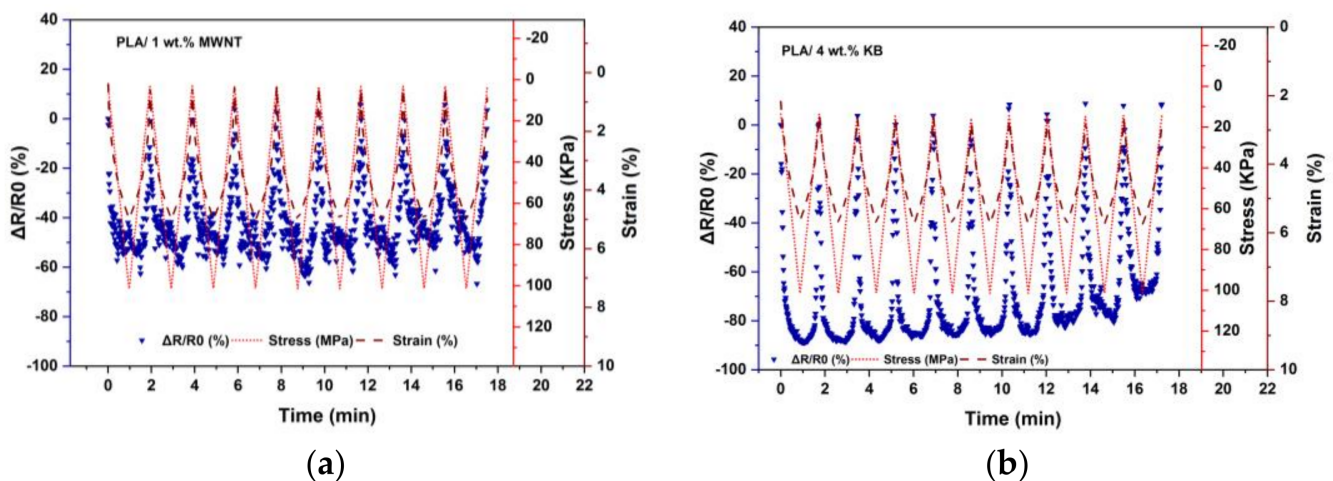 PLA/ 1 wt.% MWNT
ΔR/R0 (%)
40
20
0
-20
-40
-60
-80
-100
ΔR/R0 (%) Stress (MPa) Strain (%)
0 2 4 6 8 10 12 14 16 18 20 22
Time (min)
Stress (KPa)
-20
0
20
40
60
80
100
120
Strain (%)
0
2
4
6
7
10
(a)
PLA/ 4 wt.% KB
ΔR/R0 (%)
40
20
0
-20
-40
-60
-80
-100
ΔR/R0 (%) Stress (MPa) Strain (%)
0 2 4 6 8 10 12 14 16 18 20 22
Time (min)
Stress (KPa)
-20
0
20
40
60
80
100
120
Strain (%)
0
2
4
6
8
10
(b)